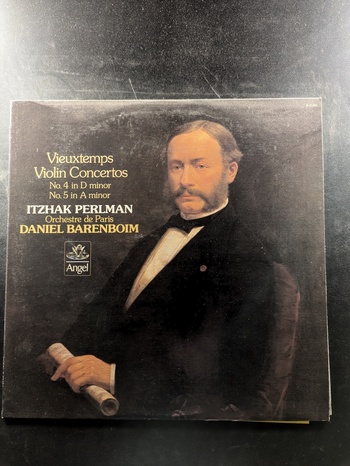 Vieuxtemps
Violin Concertos
No. 4 in D minor
No. 5 in A minor
ITZHAK PERLMAN
Orchestre de Paris
DANIEL BARENBOIM
Angel